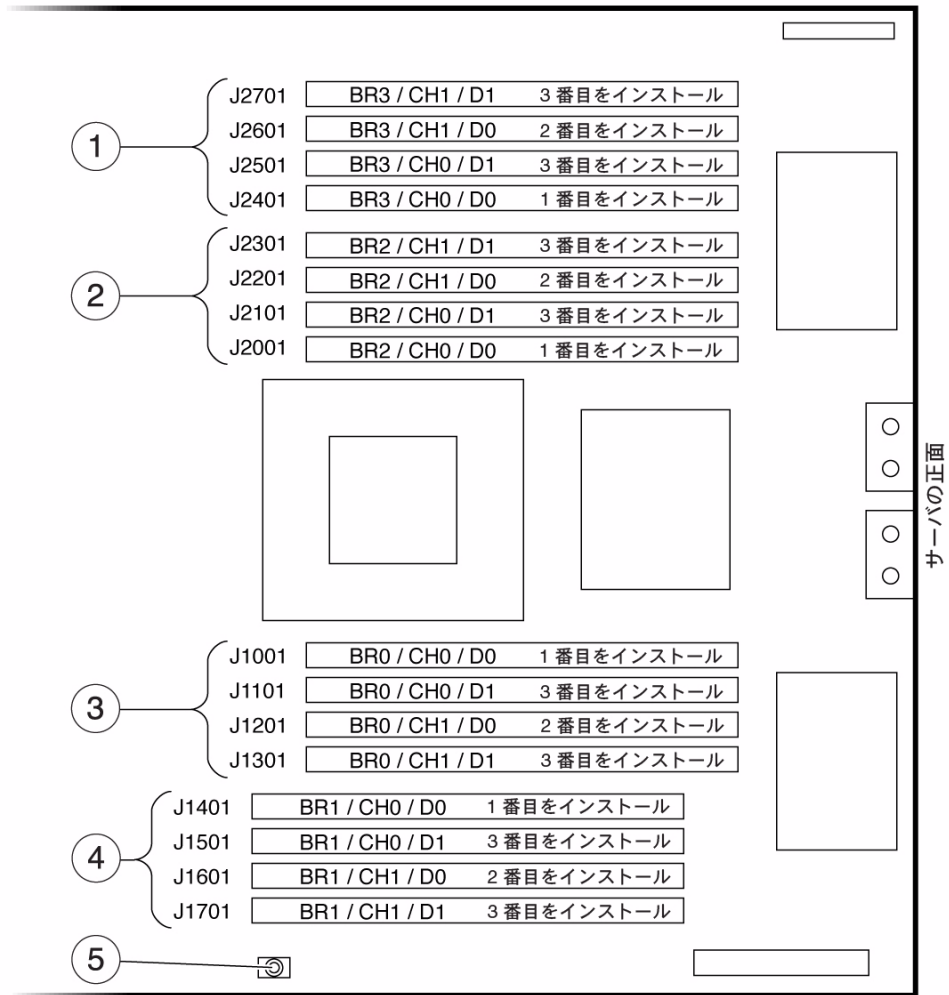 J2701 BR3 / CH1 / D1 3 番目をインストール
J2601 BR3 / CH1 / D0 2 番目をインストール
1
J2501 BR3 / CH0 / D1 3 番目をインストール
J2401 BR3 / CH0 / D0 1 番目をインストール
J2301 BR2 / CH1 / D1 3 番目をインストール
J2201 BR2 / CH1 / D0 2 番目をインストール
2
J2101 BR2 / CH0 / D1 3 番目をインストール
J2001 BR2 / CH0 / D0 1 番目をインストール
サーバの正面
J1001 BR0 / CH0 / D0 1 番目をインストール
J1101 BR0 / CH0 / D1 3 番目をインストール
3
J1201 BR0 / CH1 / D0 2 番目をインストール
J1301 BR0 / CH1 / D1 3 番目をインストール
J1401 BR1 / CH0 / D0 1 番目をインストール
J1501 BR1 / CH0 / D1 3 番目をインストール
4
J1601 BR1 / CH1 / D0 2 番目をインストール
J1701 BR1 / CH1 / D1 3 番目をインストール
5